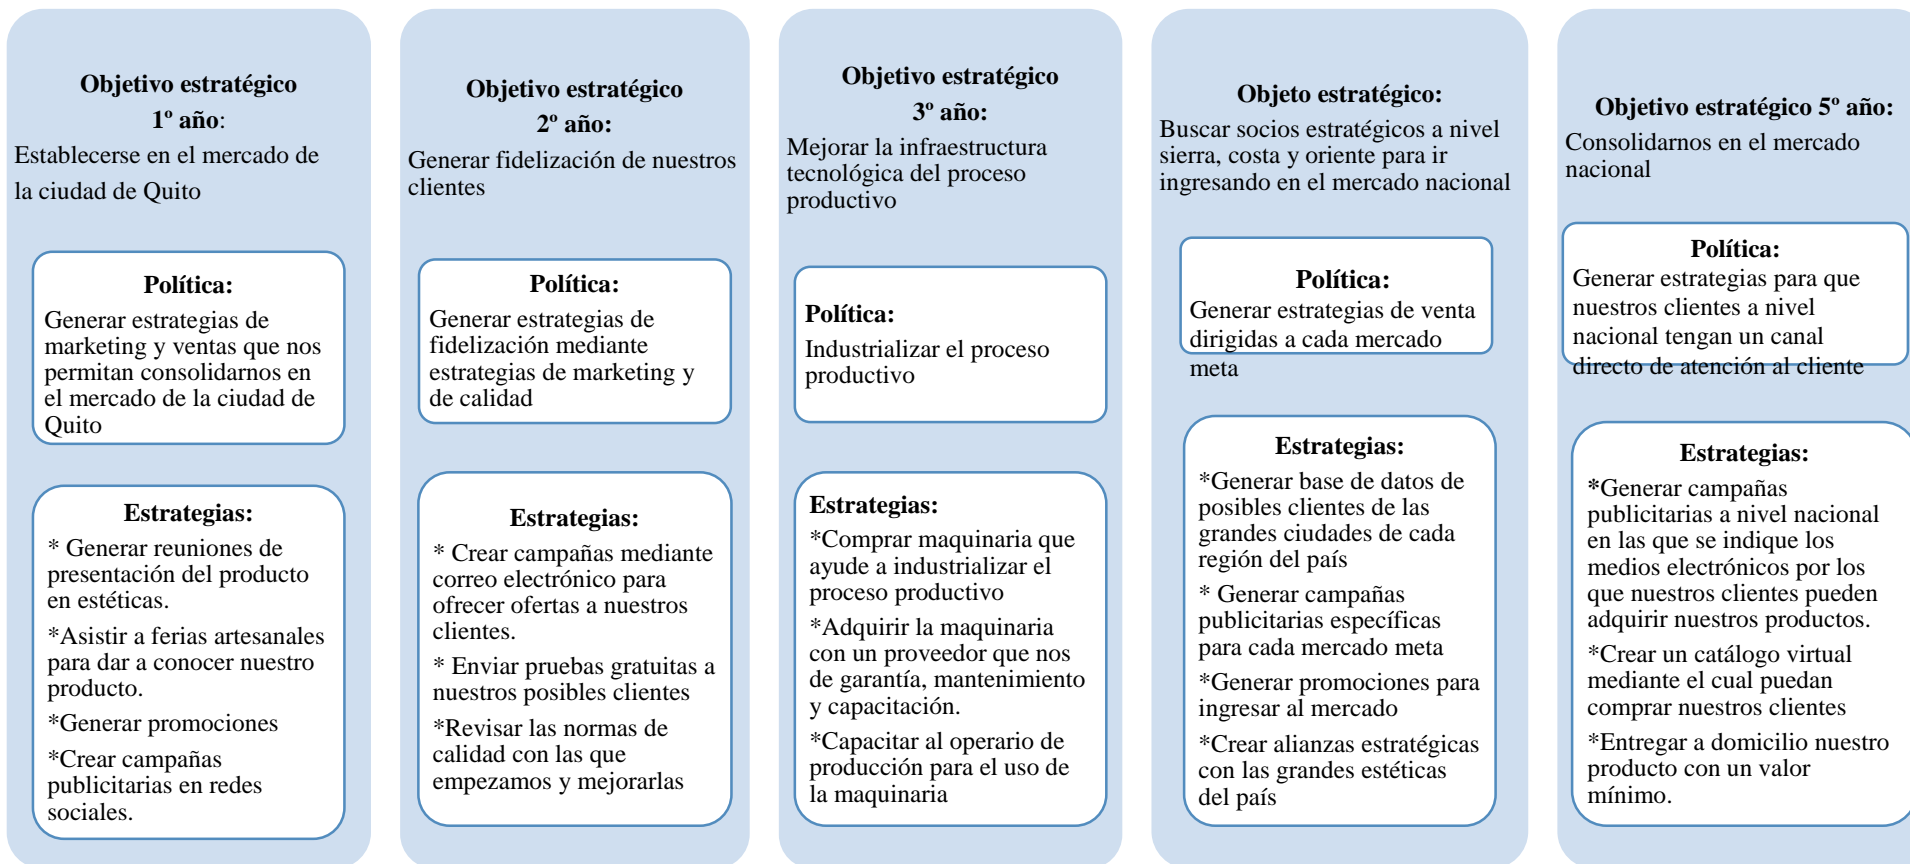 Objetivo estratégico
1º año:
Establecerse en el mercado de
la ciudad de Quito
Política:
Generar estrategias de
marketing y ventas que nos
permitan consolidarnos en
el mercado de la ciudad de
Quito
Estrategias:
* Generar reuniones de
presentación del producto
en estéticas.
*Asistir a ferias artesanales
para dar a conocer nuestro
producto.
*Generar promociones
*Crear campañas
publicitarias en redes
sociales.
Objetivo estratégico
2º año:
Generar fidelización de nuestros
clientes
Política:
Generar estrategias de
fidelización mediante
estrategias de marketing y
de calidad
Estrategias:
* Crear campañas mediante
correo electrónico para
ofrecer ofertas a nuestros
clientes.
* Enviar pruebas gratuitas a
nuestros posibles clientes
*Revisar las normas de
calidad con las que
empezamos y mejorarlas
Objetivo estratégico
3º año:
Mejorar la infraestructura
tecnológica del proceso
productivo
Política:
Industrializar el proceso
productivo
Estrategias:
*Comprar maquinaria que
ayude a industrializar el
proceso productivo
*Adquirir la maquinaria
con un proveedor que nos
de garantía, mantenimiento
y capacitación.
*Capacitar al operario de
producción para el uso de
la maquinaria
Objeto estratégico:
Buscar socios estratégicos a nivel
sierra, costa y oriente para ir
ingresando en el mercado nacional
Política:
Generar estrategias de venta
dirigidas a cada mercado
meta
Estrategias:
*Generar base de datos de
posibles clientes de las
grandes ciudades de cada
región del país
* Generar campañas
publicitarias específicas
para cada mercado meta
*Generar promociones para
ingresar al mercado
*Crear alianzas estratégicas
con las grandes estéticas
del país
Objetivo estratégico 5º año:
Consolidarnos en el mercado
nacional
Política:
Generar estrategias para que
nuestros clientes a nivel
nacional tengan un canal
directo de atención al cliente
Estrategias:
*Generar campañas
publicitarias a nivel nacional
en las que se indique los
medios electrónicos por los
que nuestros clientes pueden
adquirir nuestros productos.
*Crear un catálogo virtual
mediante el cual puedan
comprar nuestros clientes
*Entregar a domicilio nuestro
producto con un valor
mínimo.